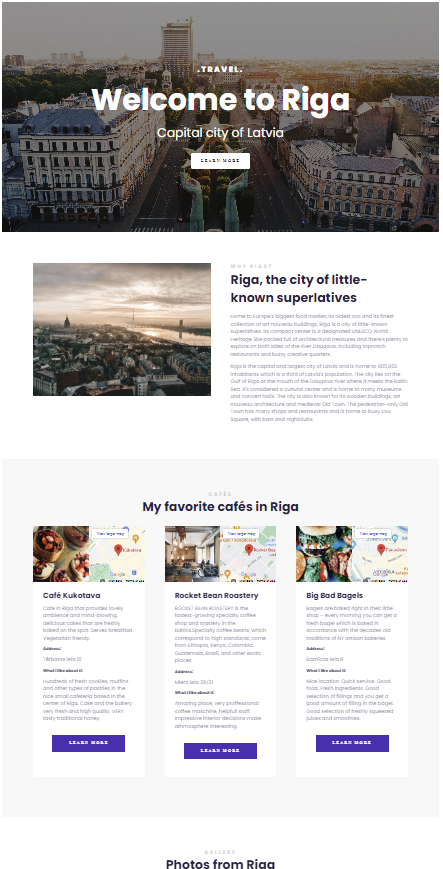 .TRAVEL.
Welcome to Riga
Capital city of Latvia
LEARN MORE
WHY RIGA?
Riga, the city of little-
known superlatives
Home to Europe's biggest food market, its oldest zoo and its finest
collection of art nouveau buildings, Riga is a city of little-known
superlatives. Its compact center is a designated UNESCO World
Heritage Site packed full of architectural treasures and there's plenty to
explore on both sides of the river Daugava, including topnotch
restaurants and buzzy creative quarters.
Riga is the capital and largest city of Latvia and is home to 605,802
inhabitants which is a third of Latvia's population. The city lies on the
Gulf of Riga at the mouth of the Daugava river where it meets the Baltic
Sea. It's considered a cultural center and is home to many museums
and concert halls. The city is also known for its wooden buildings, art
nouveau architecture and medieval Old Town. The pedestrian-only Old
Town has many shops and restaurants and is home to busy Livu
Square, with bars and nightclubs.
CAFÉS
My favorite cafés in Riga
View larger map
Kukotava
Google
Café Kukotava
Cafe in Riga that provides lovely
ambience and mind-blowing,
delicious cakes that are freshly
baked on the spot. Serves breakfast.
Vegetarian friendly.
Address:
Tērbatas iela 10
What I like about it:
Hundreds of fresh cookies, muffins
and other types of pastries in the
nice small cafeteria based in the
center of Riga. Cake and the bakery
very fresh and high quality. VERY
tasty traditional honey.
LEARN MORE
View larger map
Rocket Bean
Google
Rocket Bean Roastery
ROCKET BEAN ROASTERY is the
fastest-growing specialty coffee
shop and roastery in the
Baltics.Specialty coffee beans, which
correspond to high standards, come
from Ethiopia, Kenya, Colombia,
Guatemala, Brazil, and other exotic
places
Address:
Miera iela 29/31
What I like about it:
Amazing place, very proffessional
coffee maschine, helpfull staff.
Impressive interior decisions make
athmosphere interesting.
LEARN MORE
View larger map
Google
Big Bad Bagels
Bagels are baked right in their little
shop – every morning you can get a
fresh bagel which is baked in
accordance with the decades old
traditions of NY artisan bakeries.
Address:
Baznīcas iela 8
What I like about it:
Nice location. Quick service. Good
food. Fresh ingredients. Good
selection of fillings and you get a
good amount of filling in the bagel.
Good selection of freshly squeezed
juices and smoothies.
LEARN MORE
GALLERY
Photos from Riga